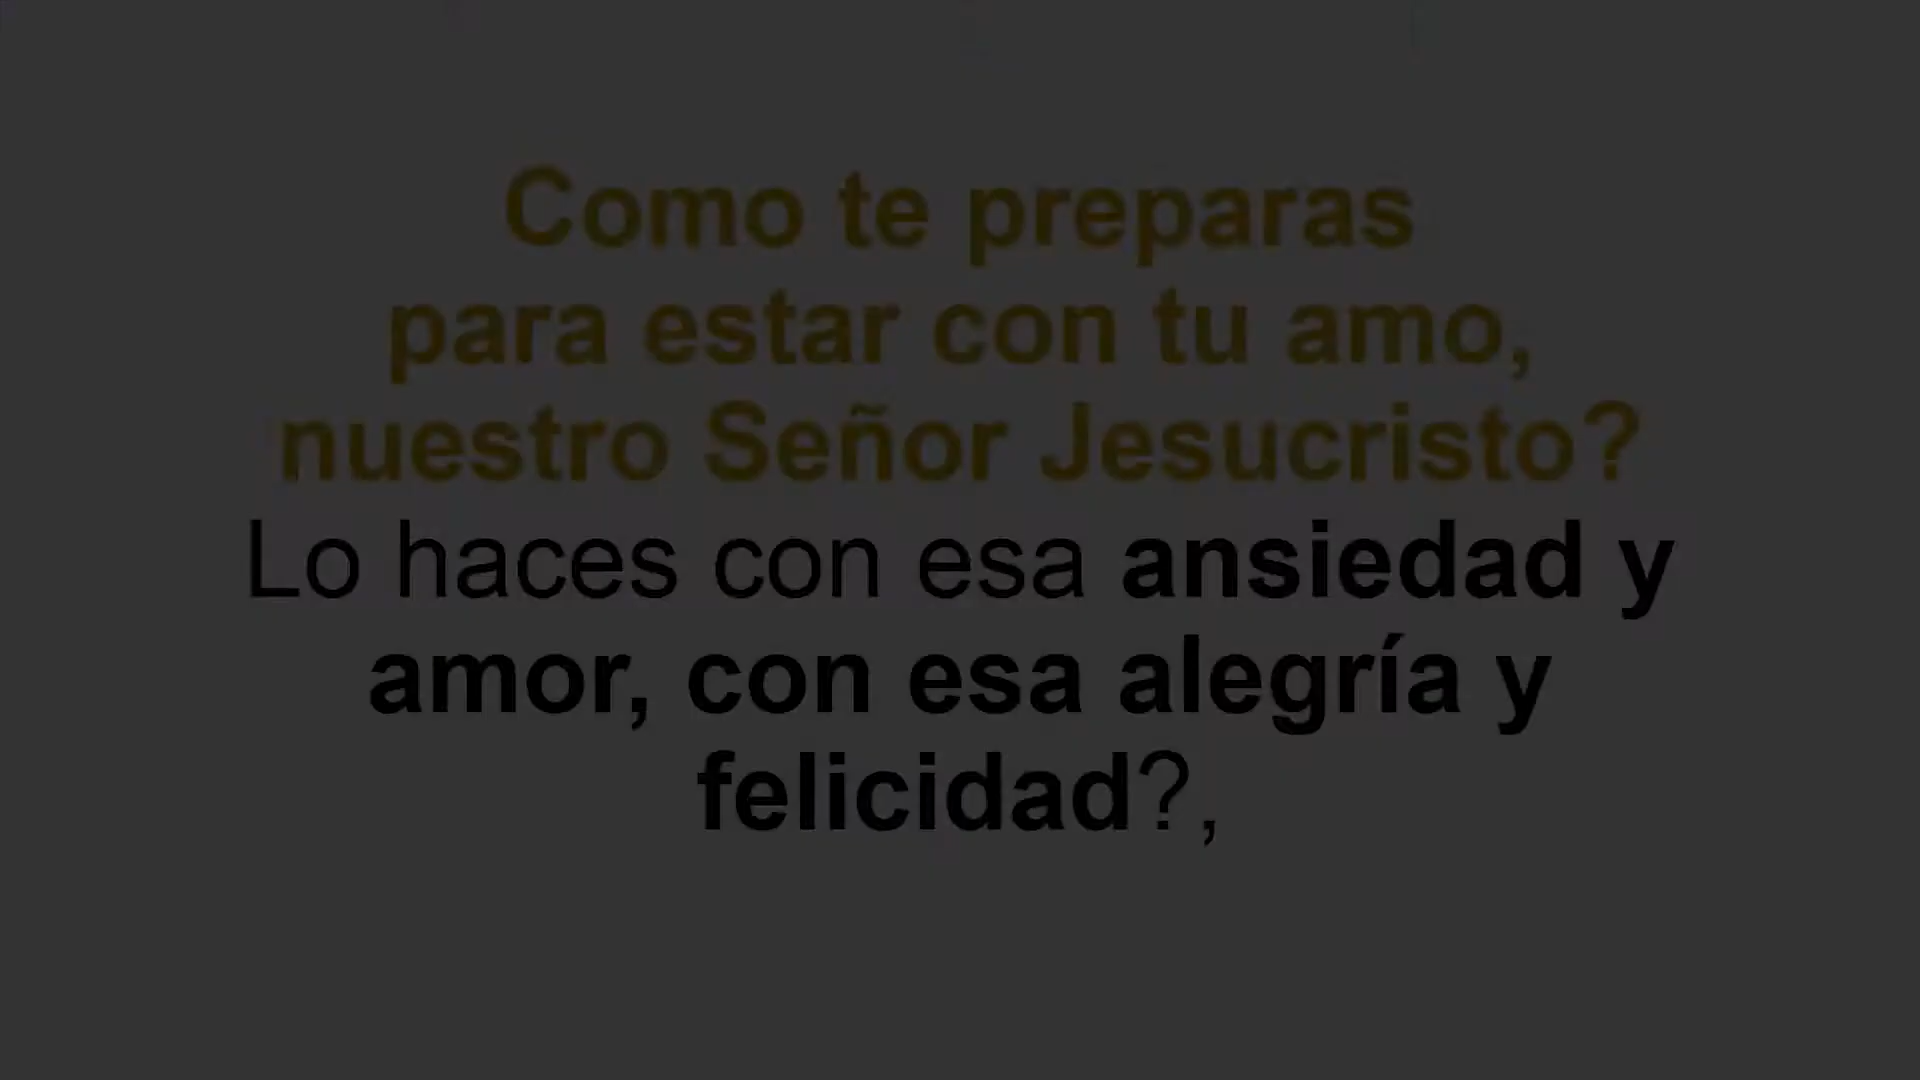 Como te preparas
para estar con tu amo,
nuestro Señor Jesucristo?
Lo haces con esa ansiedad y
amor, con esa alegría y
felicidad?,